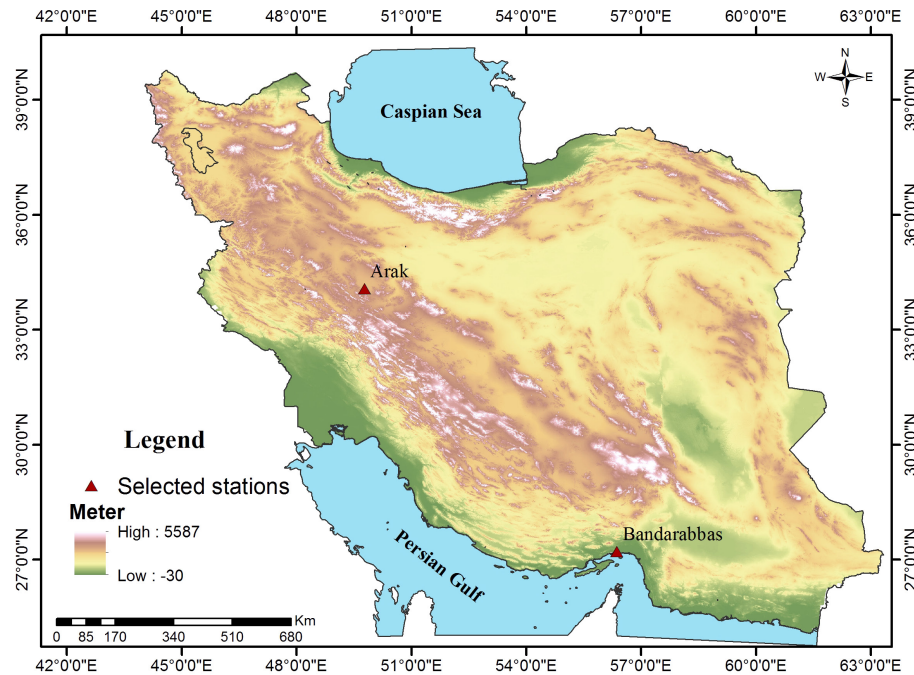 42°0'0"E 45°0'0"E 48°0'0"E 51°0'0"E 54°0'0"E 57°0'0"E 60°0'0"E 63°0'0"E
N
W E
S
39°0'0"N 39°0'0"N
Caspian Sea
36°0'0"N 36°0'0"N
Arak
33°0'0"N 33°0'0"N
30°0'0"N 30°0'0"N
Legend
Selected stations
Meter
High : 5587
Low : -30
Bandarabbas
Persian Gulf
27°0'0"N 27°0'0"N
0 85 170 340 510 680 Km
42°0'0"E 45°0'0"E 48°0'0"E 51°0'0"E 54°0'0"E 57°0'0"E 60°0'0"E 63°0'0"E